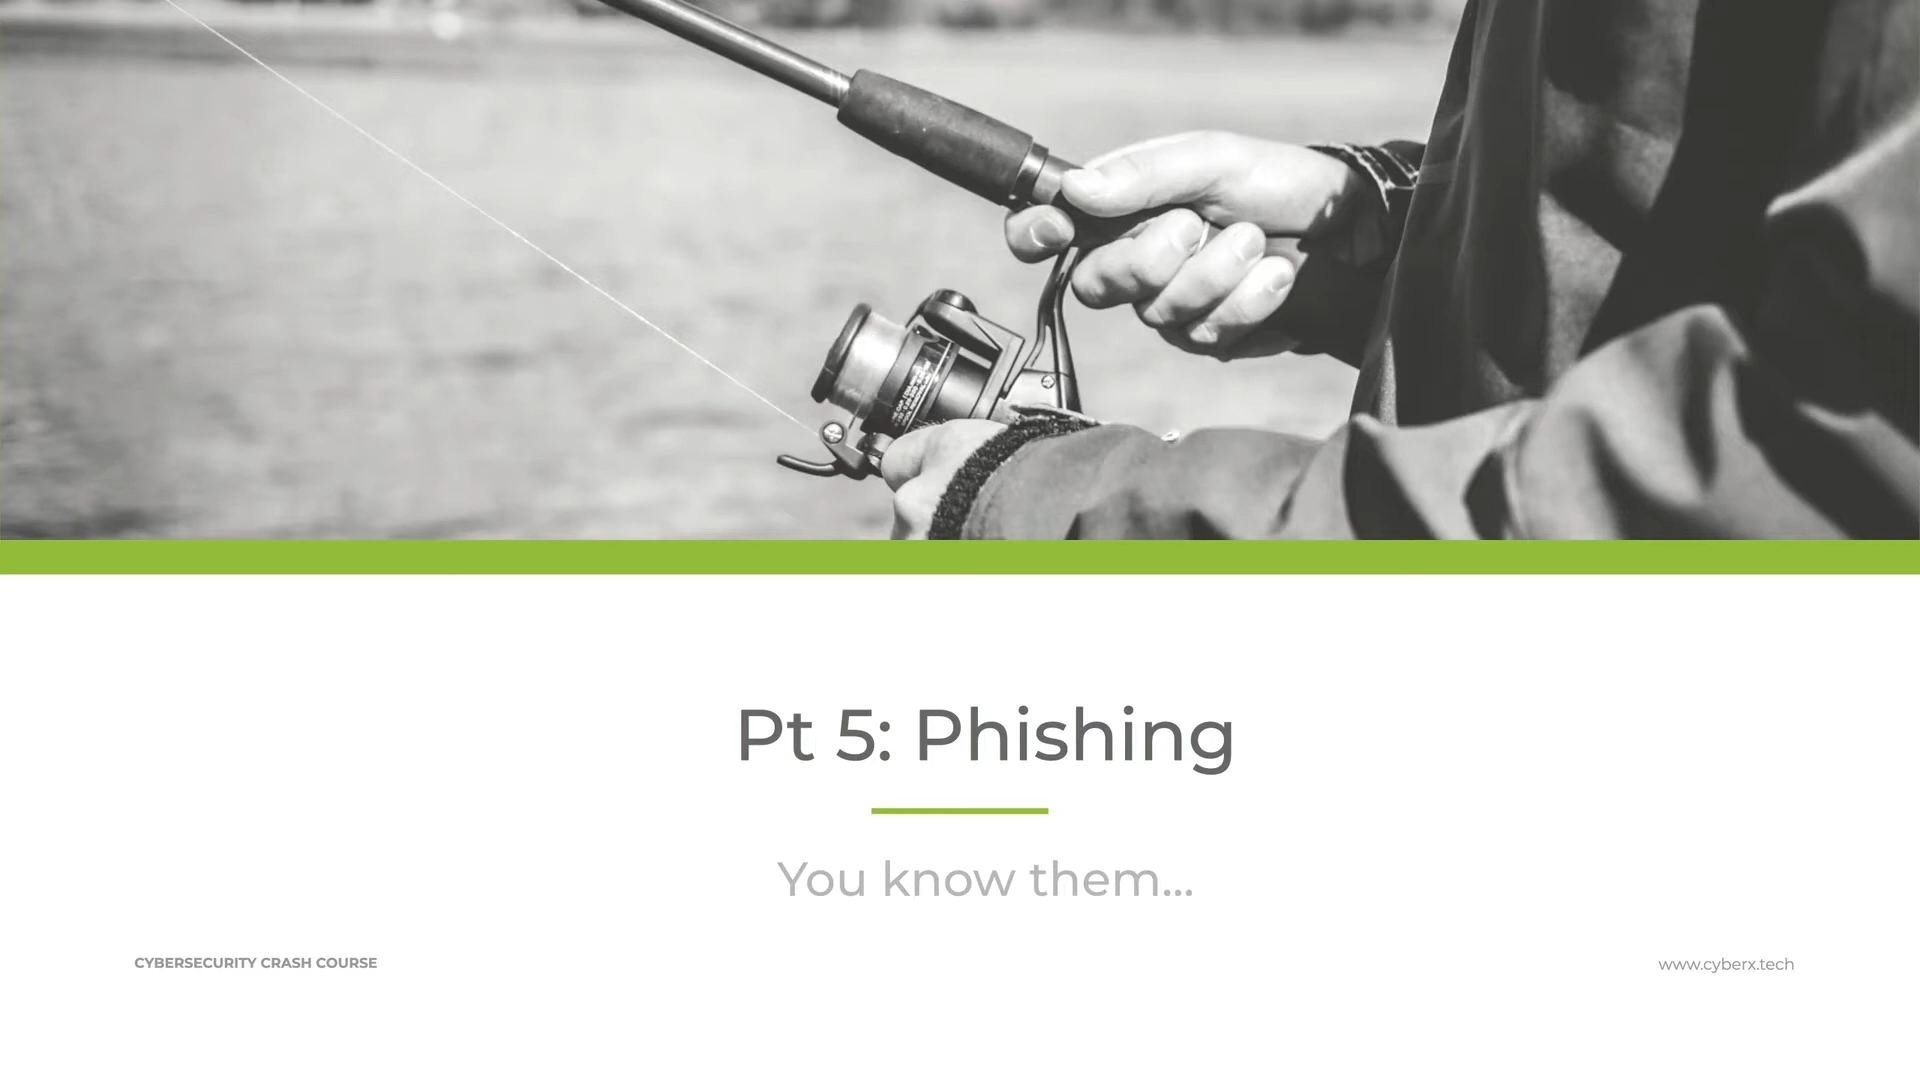 Pt 5: Phishing
You know them...
CYBERSECURITY CRASH COURSE
www.cyberx.tech